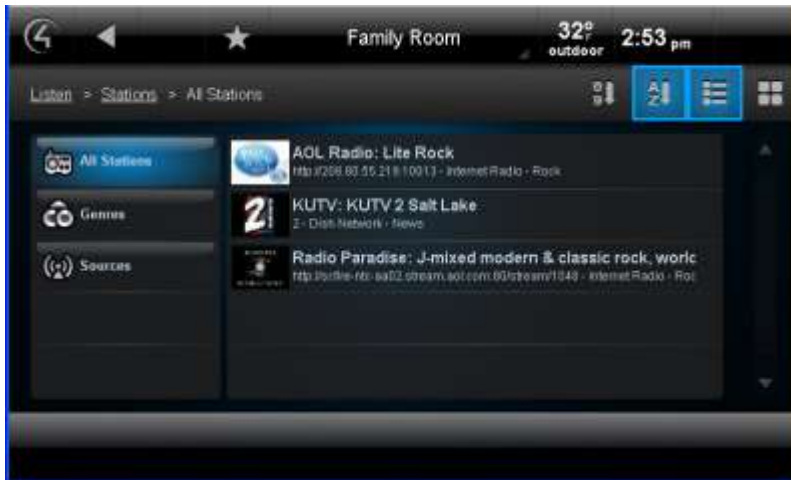 Family Room
32°F
outdoor
2:53 pm
Listen > Stations > All Stations
All Stations
Genres
Sources
AOL Radio: Lite Rock
Internet Radio - Rock
2
KUTV: KUTV 2 Salt Lake
2 - Dish Network - News
Radio Paradise: J-mixed modern & classic rock, worlc
Internet Radio - Roc